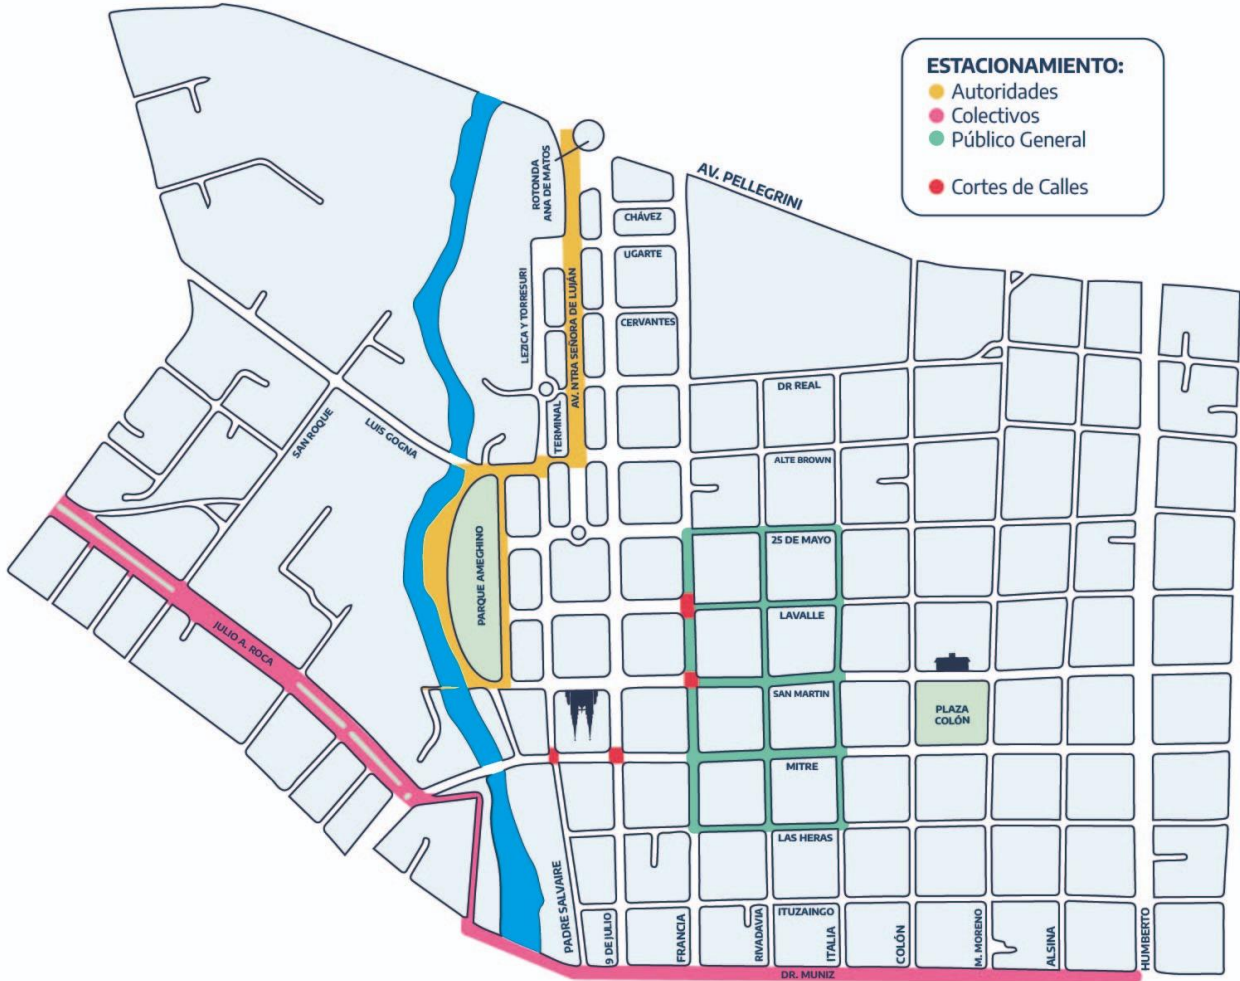 ESTACIONAMIENTO:
Autoridades
Colectivos
Público General
Cortes de Calles
AV. PELLEGRINI
ROTONDA
ANA DE MATOS
CHÁVEZ
UGARTE
LEZICA Y TORRESURI
AV. NTRA SEÑORA DE LUJÁN
CERVANTES
DR REAL
TERMINAL
SAN ROQUE
LUIS GOGNA
ALTE BROWN
25 DE MAYO
PARQUE AMEGHINO
LAVALLE
JULIO A. ROCA
SAN MARTIN
PLAZA
COLÓN
MITRE
LAS HERAS
PADRE SALVAIRE
9 DE JULIO
FRANCIA
RIVADAVIA
ITUZAINGO
ITALIA
COLÓN
M. MORENO
ALSINA
HUMBERTO
DR. MUNIZ